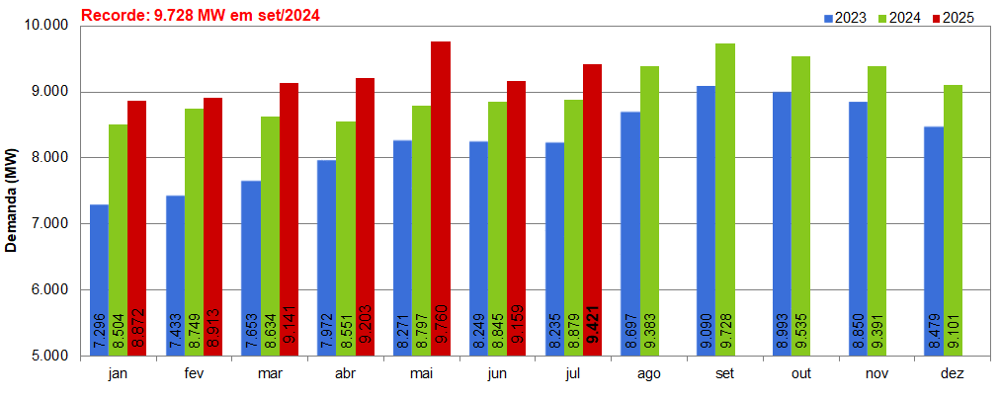 Recorde: 9.728 MW em set/2024
2023 2024 2025
Demanda (MW)
10.000
9.000
8.000
7.000
6.000
5.000
7.296 8.504 8.872
7.433 8.749 8.913
7.653 8.634 9.141
7.972 8.551 9.203
8.271 8.797 9.760
8.249 8.845 9.159
8.235 8.879 9.421
8.697 9.383
9.090 9.728
8.993 9.535
8.850 9.391
8.479 9.101
jan fev mar abr mai jun jul ago set out nov dez